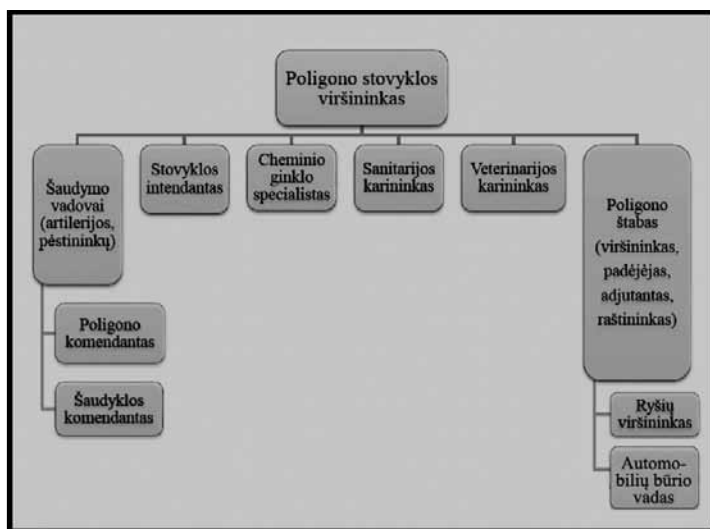 Poligono stovyklos
viršininkas
Šaudymo
vadovai
(artilerijos,
pėstininkų)
Poligono
komendantas
Šaudyklos
komendantas
Stovyklos
intendantas
Cheminio
ginklo
specialistas
Sanitarijos
karininkas
Veterinarijos
karininkas
Poligono
štabas
(viršininkas,
padėjėjas,
adjutantas,
raštininkas)
Ryšių
viršininkas
Automo-
bilių būrio
vadas